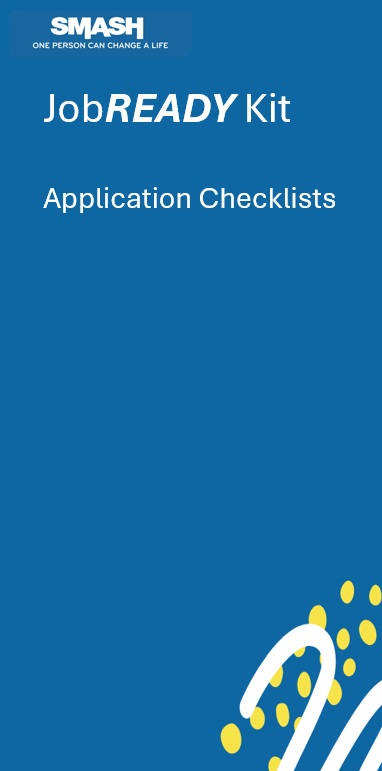 SMASH
ONE PERSON CAN CHANGE A LIFE
JobREADY Kit
Application Checklists